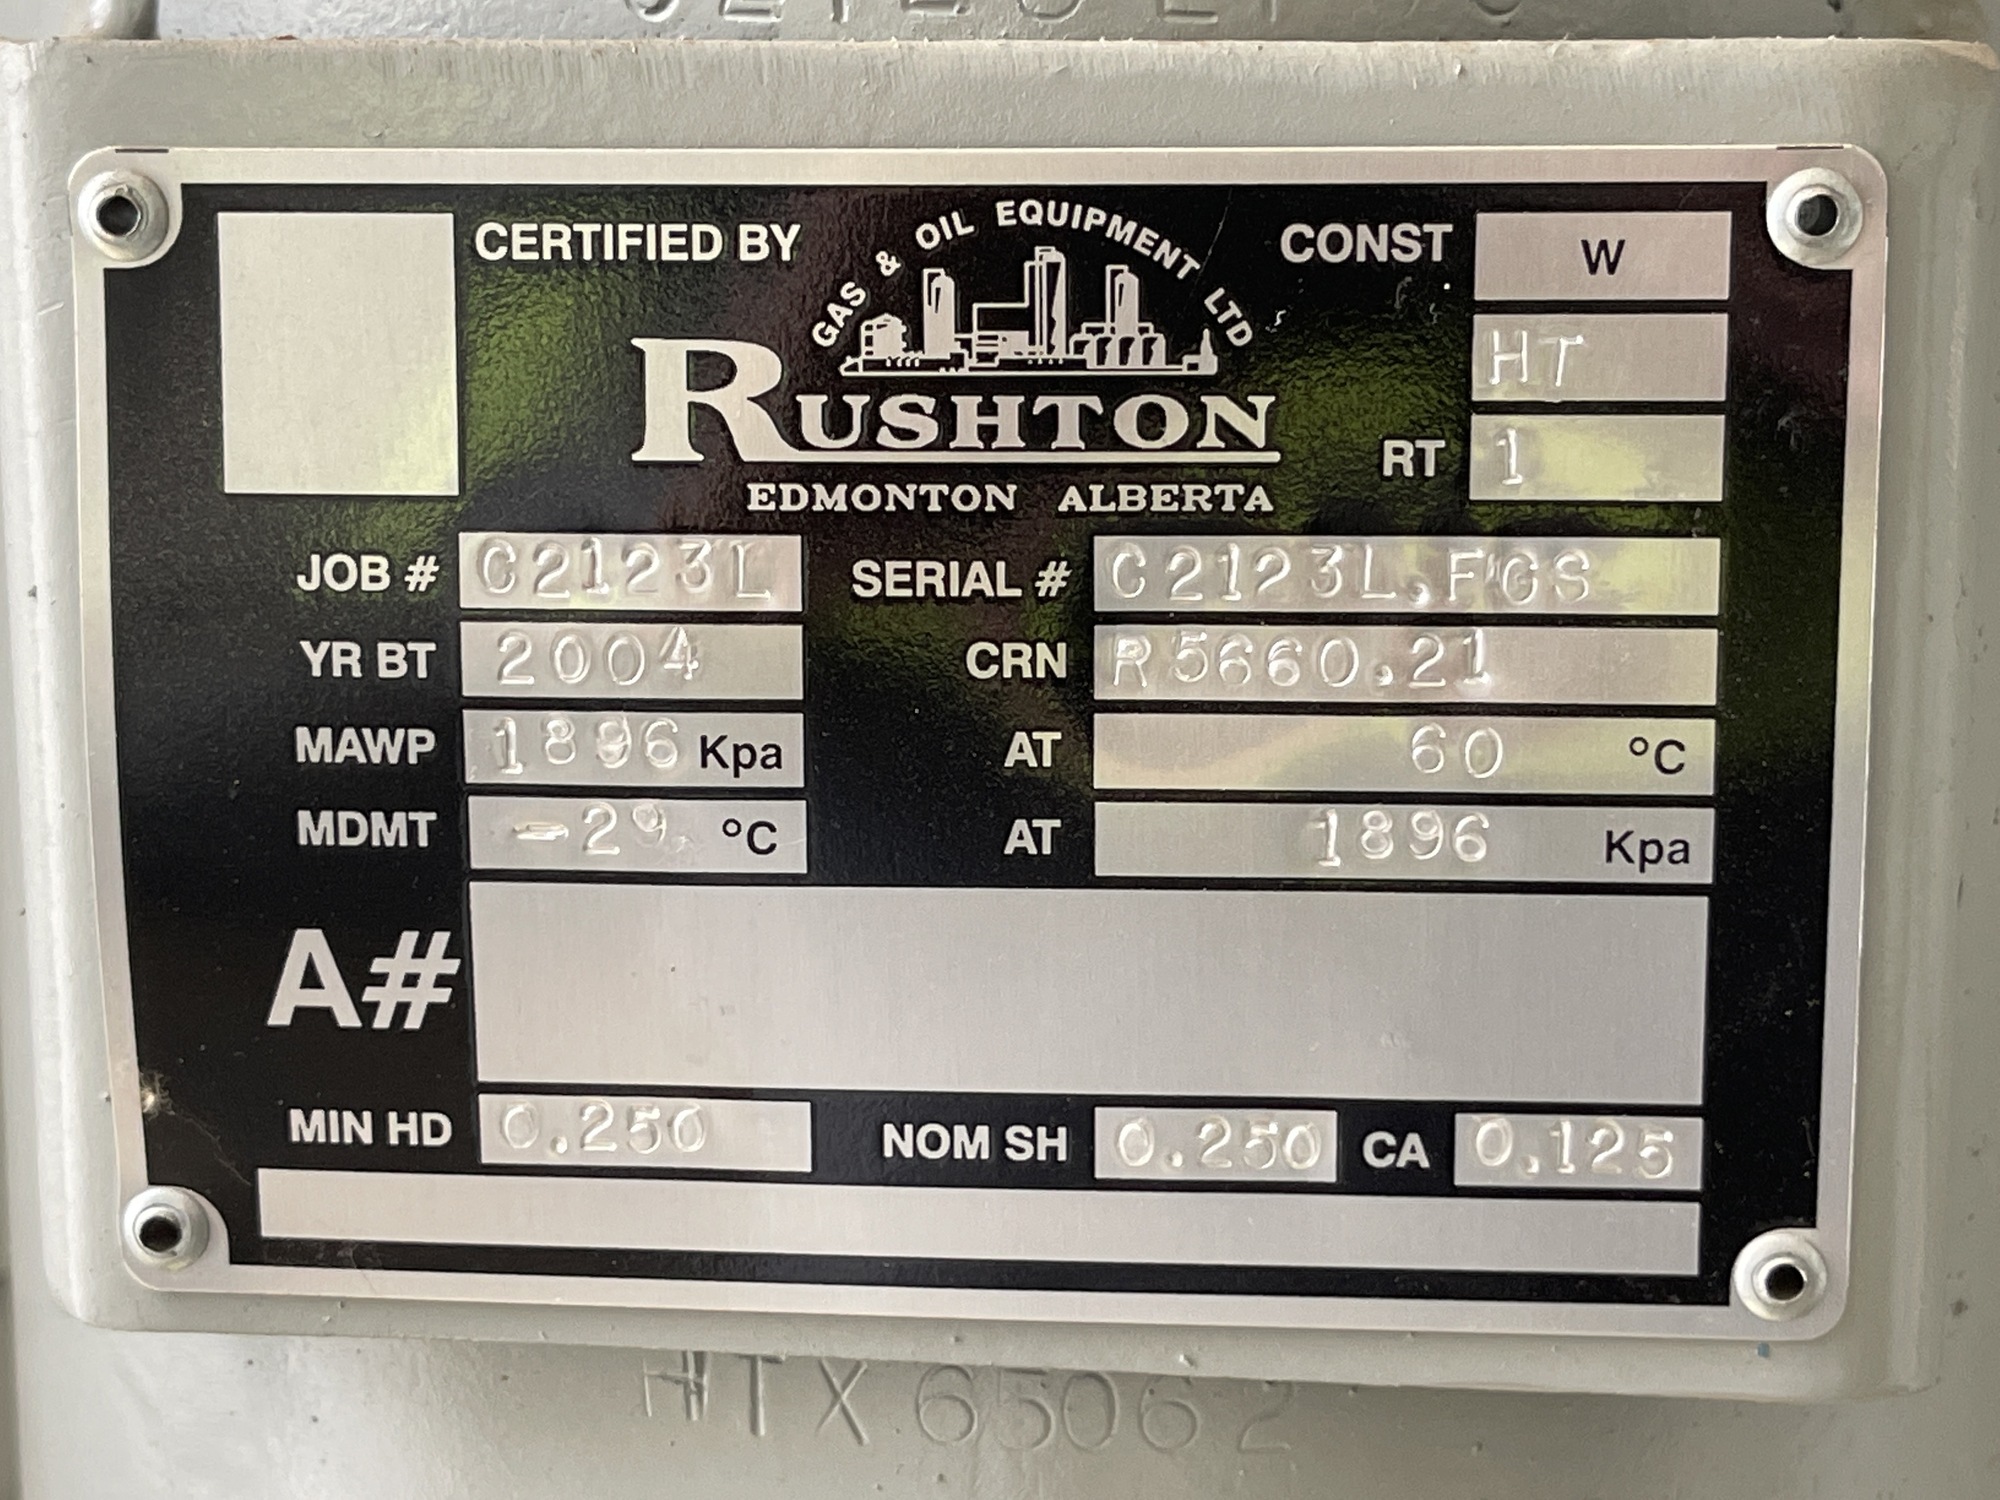 CERTIFIED BY
GAS & OIL EQUIPMENT LTD
RUSHTON
EDMONTON ALBERTA
CONST W
HT
RT 1
JOB # C2123L SERIAL # C2123L.FGS
YR BT 2004 CRN R5660.21
MAWP 1896 Kpa AT 60 °C
MDMT -29 °C AT 1896 Kpa
A#
MIN HD 0.250 NOM SH 0.250 CA 0.125
HTX 65062